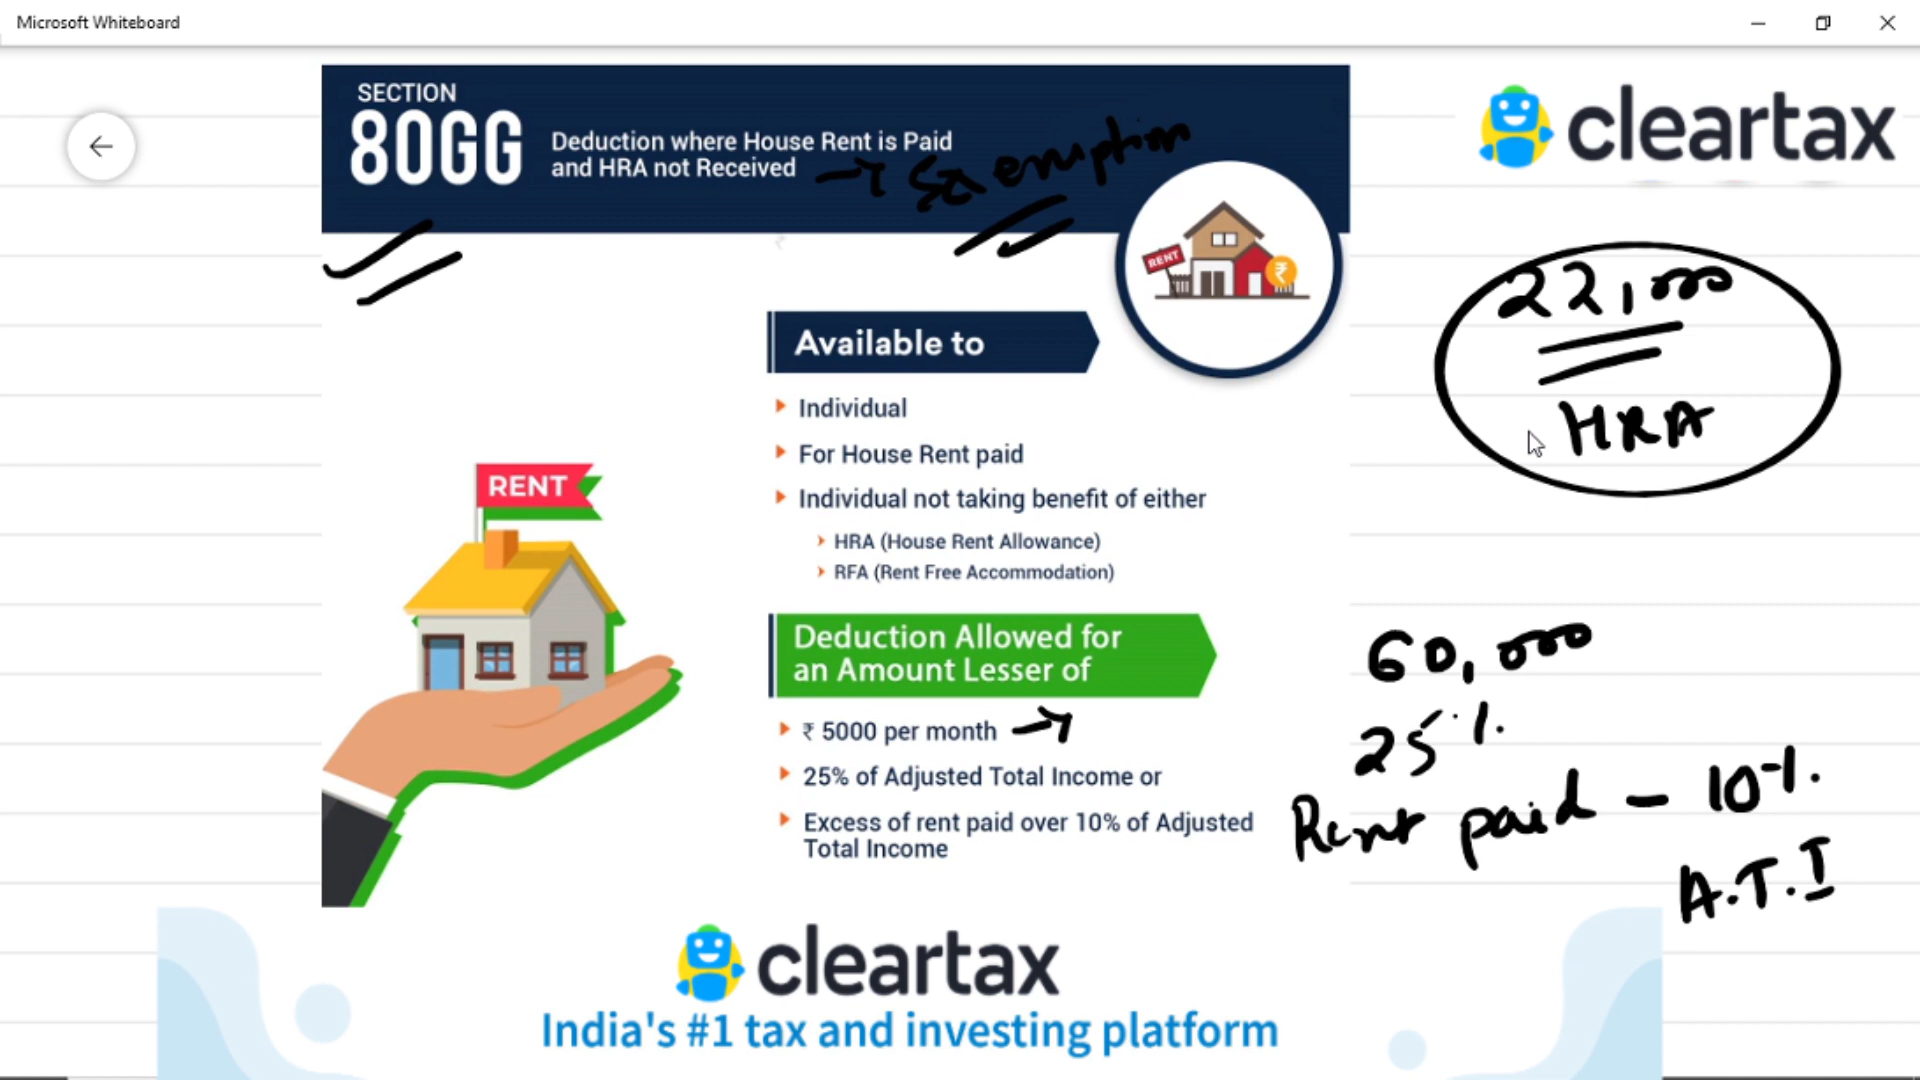 Microsoft Whiteboard
SECTION
80GG
Deduction where House Rent is Paid
and HRA not Received
cleartax
RENT
₹
22,000
HRA
Available to
Individual
For House Rent paid
Individual not taking benefit of either
HRA (House Rent Allowance)
RFA (Rent Free Accommodation)
RENT
Deduction Allowed for
an Amount Lesser of
₹ 5000 per month
25% of Adjusted Total Income or
Excess of rent paid over 10% of Adjusted
Total Income
60,000
25%
Rent paid - 10%
A.T.I
cleartax
India's #1 tax and investing platform